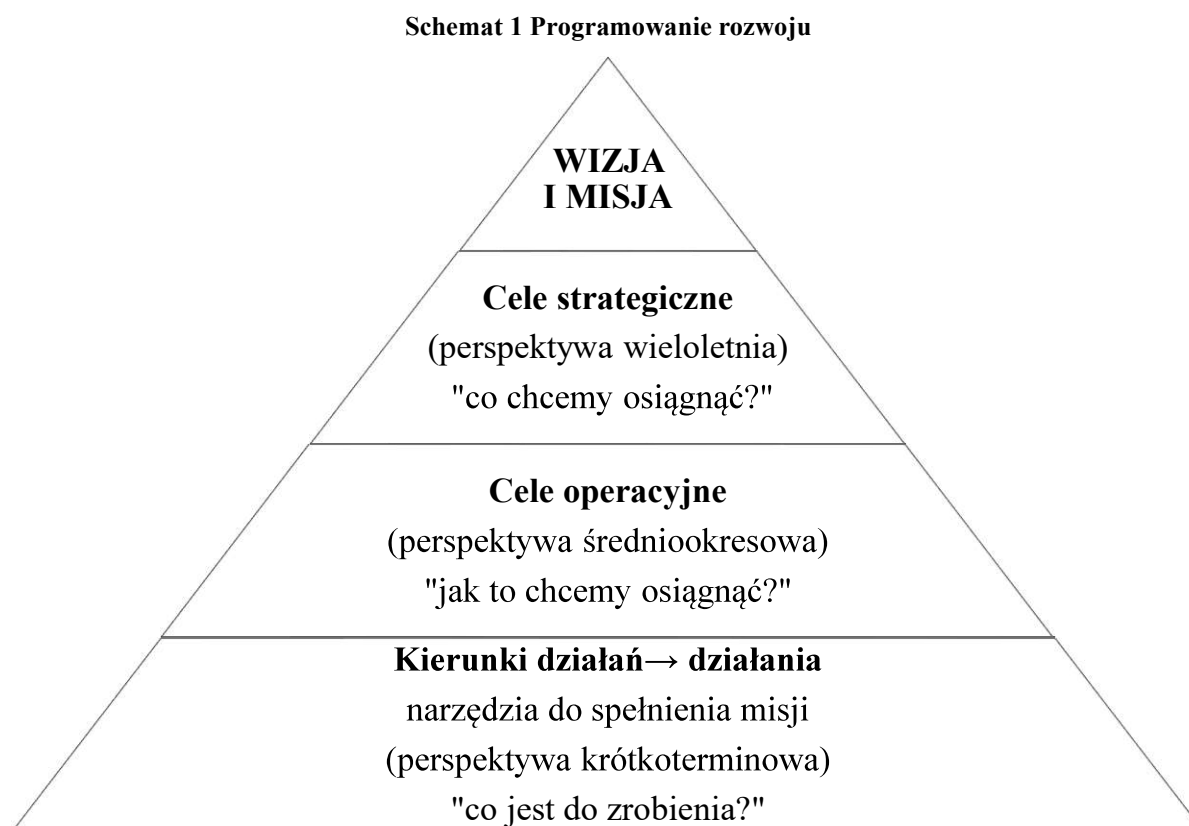 Schemat 1 Programowanie rozwoju
WIZJA
I MISJA
Cele strategiczne
(perspektywa wieloletnia)
"co chcemy osiągnąć?"
Cele operacyjne
(perspektywa średniookresowa)
"jak to chcemy osiągnąć?"
Kierunki działań→ działania
narzędzia do spełnienia misji
(perspektywa krótkoterminowa)
"co jest do zrobienia?"